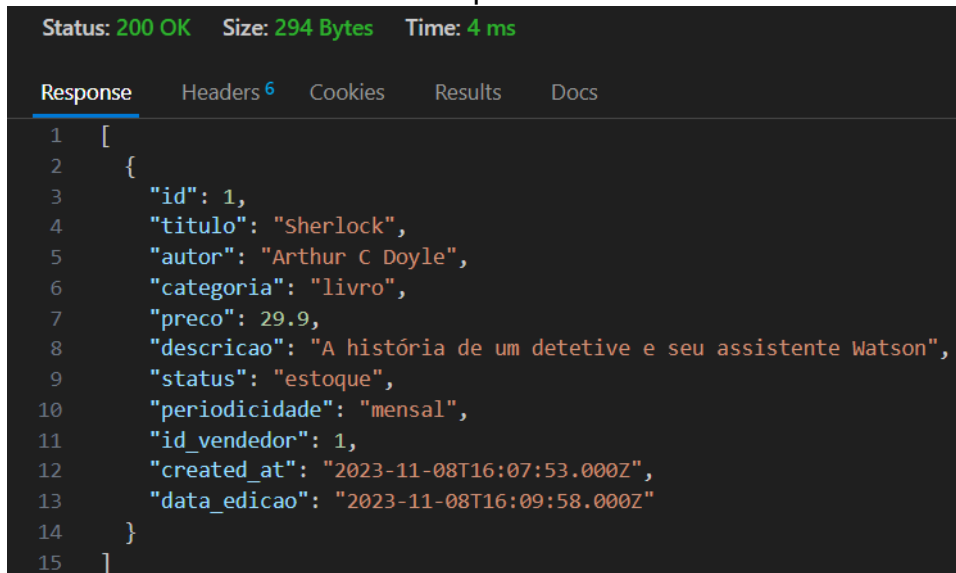 Status: 200 OK Size: 294 Bytes Time: 4 ms
Response Headers 6 Cookies Results Docs
1 [
2 {
3 "id": 1,
4 "titulo": "Sherlock",
5 "autor": "Arthur C Doyle",
6 "categoria": "livro",
7 "preco": 29.9,
8 "descricao": "A história de um detetive e seu assistente Watson",
9 "status": "estoque",
10 "periodicidade": "mensal",
11 "id_vendedor": 1,
12 "created_at": "2023-11-08T16:07:53.000Z",
13 "data_edicao": "2023-11-08T16:09:58.000Z"
14 }
15 ]